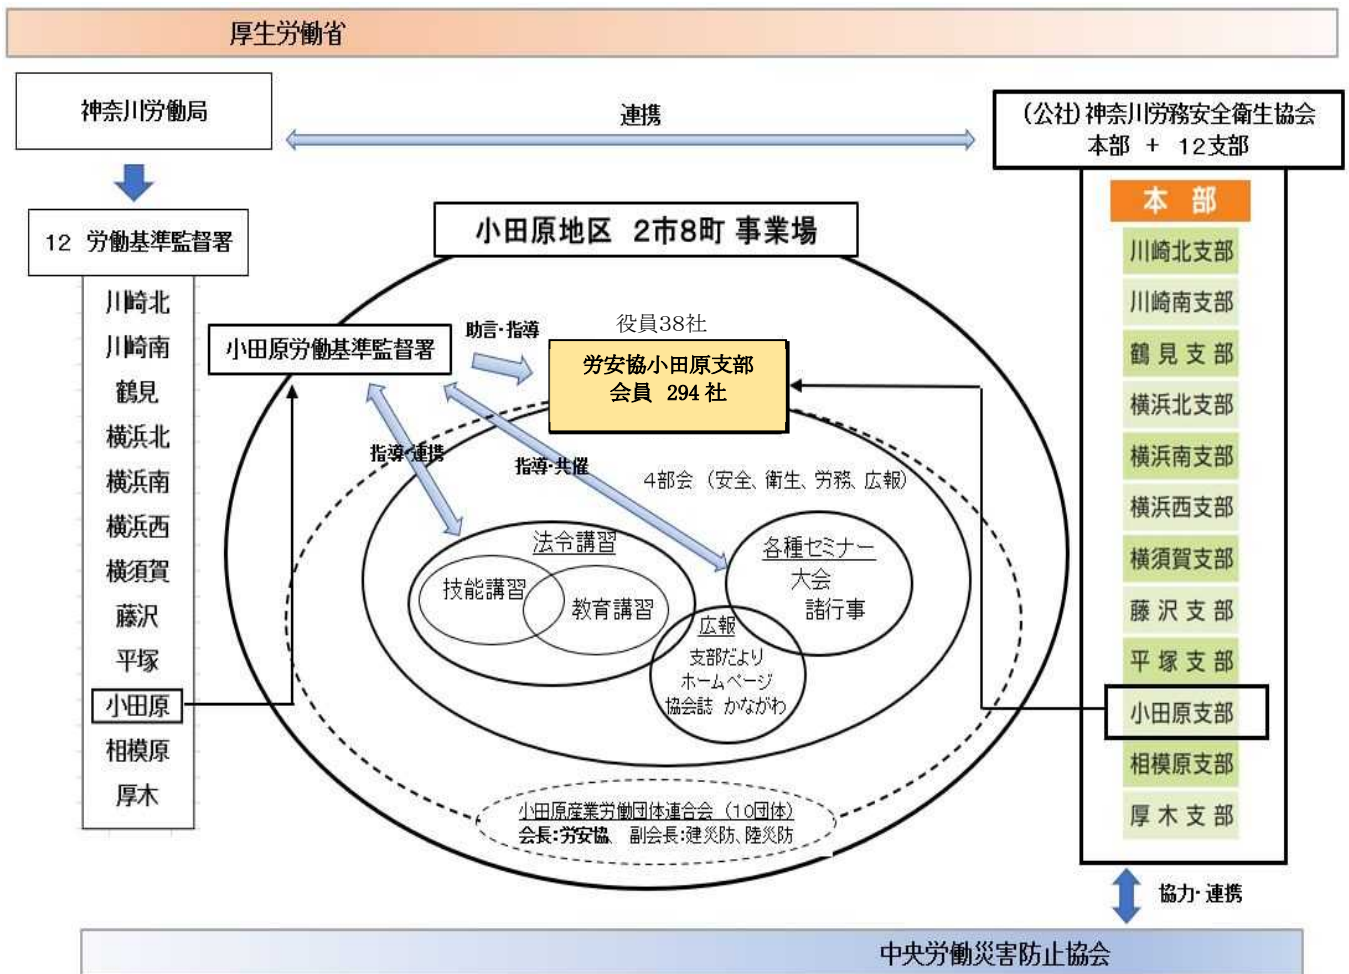 厚生労働省
神奈川労働局
連携
(公社)神奈川労務安全衛生協会
本部 + 12支部
12 労働基準監督署
川崎北
川崎南
鶴見
横浜北
横浜南
横浜西
横須賀
藤沢
平塚
小田原
相模原
厚木
小田原地区 2市8町 事業場
小田原労働基準監督署
助言・指導
役員38社
労安協小田原支部
会員 294 社
指導・連携
指導・共催
4部会 (安全、衛生、労務、広報)
法令講習
技能講習
教育講習
各種セミナー
大会
諸行事
広報
支部だより
ホームページ
協会誌 かながわ
小田原産業労働団体連合会 (10団体)
会長:労安協、 副会長:建災防、陸災防
本 部
川崎北支部
川崎南支部
鶴見支部
横浜北支部
横浜南支部
横浜西支部
横須賀支部
藤沢支部
平塚支部
小田原支部
相模原支部
厚木支部
協力・連携
中央労働災害防止協会